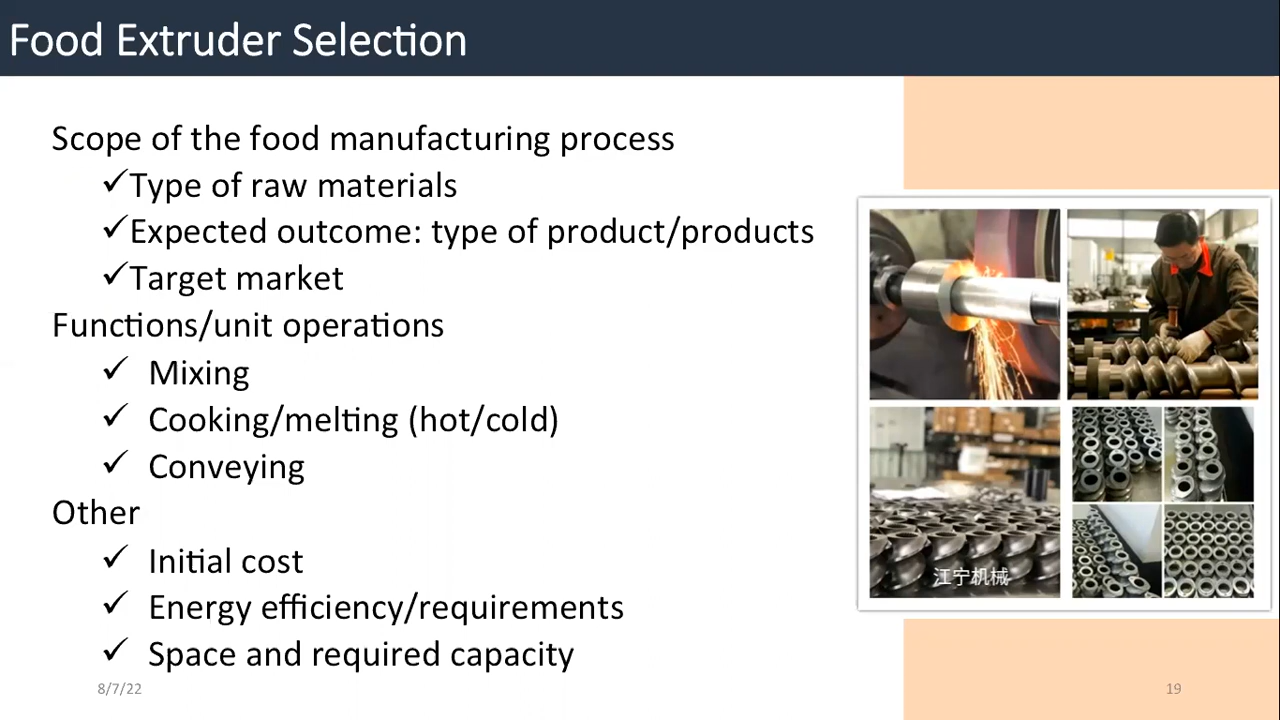 Food Extruder Selection
Scope of the food manufacturing process
✓Type of raw materials
✓Expected outcome: type of product/products
✓Target market
Functions/unit operations
✓ Mixing
✓ Cooking/melting (hot/cold)
✓ Conveying
Other
✓ Initial cost
✓ Energy efficiency/requirements
✓ Space and required capacity
江宁机械
8/7/22
19